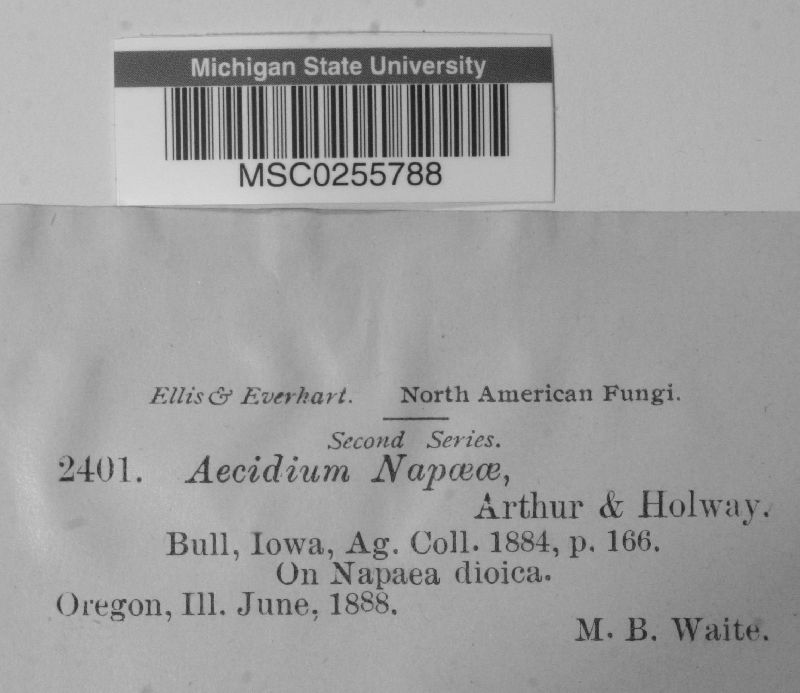 Michigan State University
MSC0255788
Ellis & Everhart. North American Fungi.
Second Series.
2401. Aecidium Napææ,
Arthur & Holway.
Bull, Iowa, Ag. Coll. 1884, p. 166.
On Napaea dioica.
Oregon, Ill. June, 1888.
M. B. Waite.